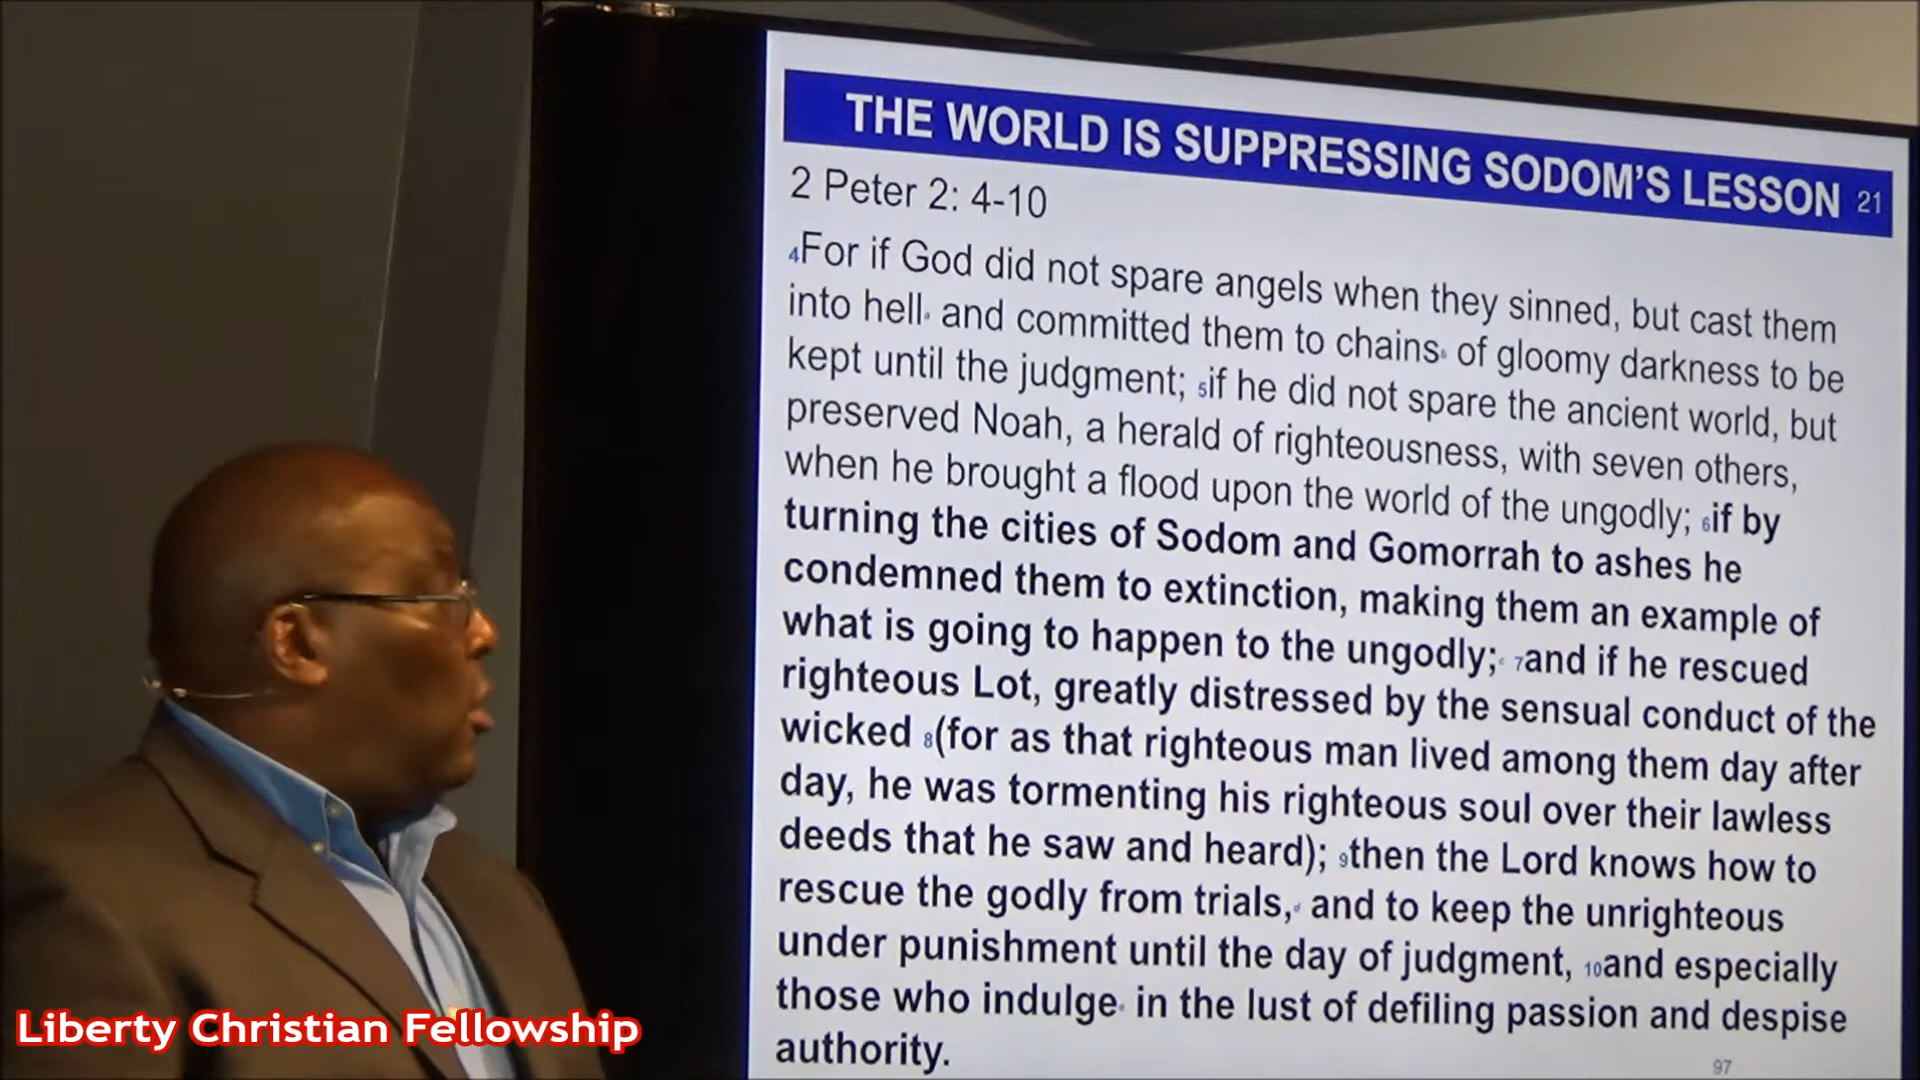 THE WORLD IS SUPPRESSING SODOM'S LESSON 21
2 Peter 2: 4-10
4For if God did not spare angels when they sinned, but cast them
into hell and committed them to chains of gloomy darkness to be
kept until the judgment; 5if he did not spare the ancient world, but
preserved Noah, a herald of righteousness, with seven others,
when he brought a flood upon the world of the ungodly; 6if by
turning the cities of Sodom and Gomorrah to ashes he
condemned them to extinction, making them an example of
what is going to happen to the ungodly; 7and if he rescued
righteous Lot, greatly distressed by the sensual conduct of the
wicked 8(for as that righteous man lived among them day after
day, he was tormenting his righteous soul over their lawless
deeds that he saw and heard); 9then the Lord knows how to
rescue the godly from trials, and to keep the unrighteous
under punishment until the day of judgment, 10and especially
those who indulge in the lust of defiling passion and despise
authority.
97
Liberty Christian Fellowship